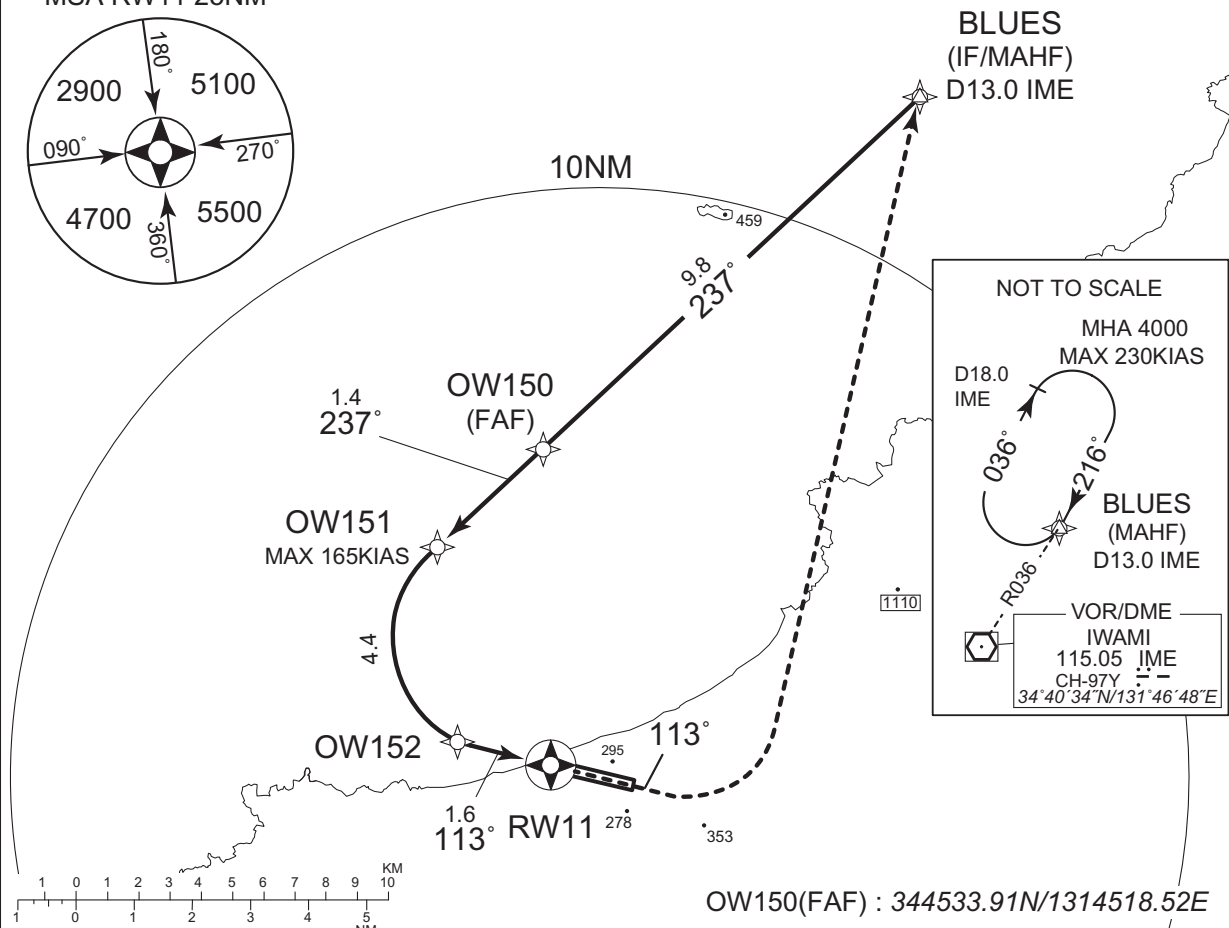 MSA RW11 25NM
180°
2900
5100
090°
270°
4700
5500
360°
BLUES
(IF/MAHF)
D13.0 IME
10NM
459
9.8
237°
1.4
237°
OW150
(FAF)
OW151
MAX 165KIAS
4.4
OW152
1.6
113°
RW11
295
278
353
113°
1110
NOT TO SCALE
MHA 4000
MAX 230KIAS
D18.0
IME
036°
216°
BLUES
(MAHF)
D13.0 IME
R036
VOR/DME
IWAMI
115.05 IME
CH-97Y
34°40´34˝N/131°46´48˝E
KM
1 0 1 2 3 4 5 6 7 8 9 10
1 0 1 2 3 4 5
NM
OW150(FAF) : 344533.91N/1314518.52E